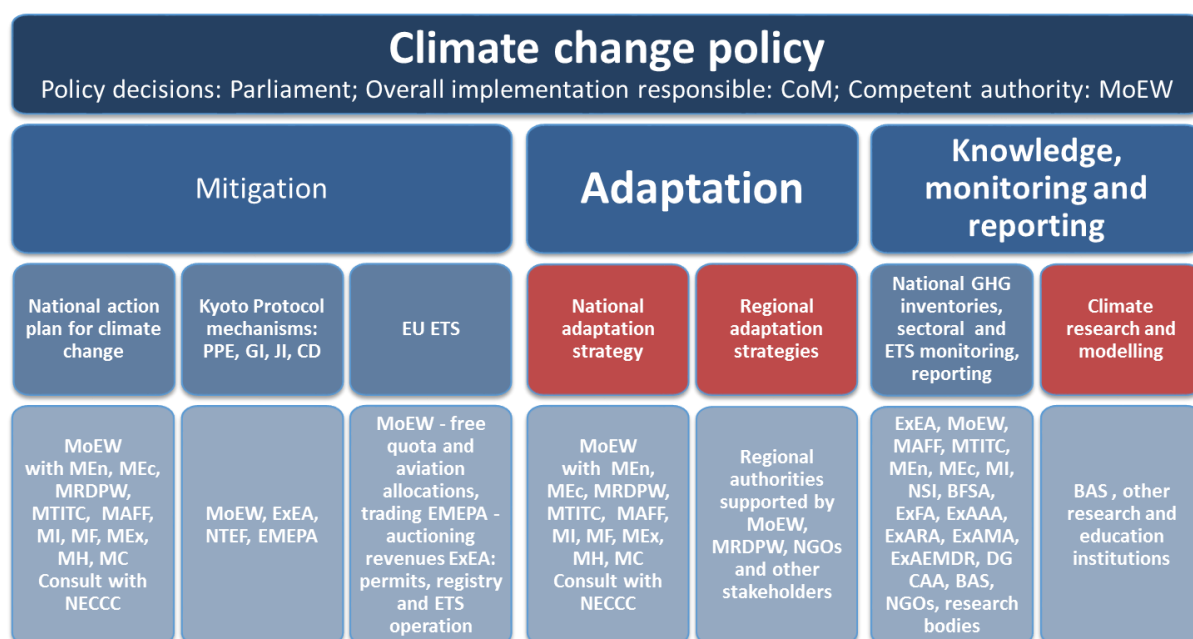 Climate change policy
Policy decisions: Parliament; Overall implementation responsible: CoM; Competent authority: MoEW
Mitigation
Adaptation
Knowledge,
monitoring and
reporting
National action
plan for climate
change
Kyoto Protocol
mechanisms:
PPE, GI, JI, CD
EU ETS
National
adaptation
strategy
Regional
adaptation
strategies
National GHG
inventories,
sectoral and
ETS monitoring,
reporting
Climate
research and
modelling
MoEW
with MEn, MEc,
MRDPW,
MTITC, MAFF,
MI, MF, MEx,
MH, MC
Consult with
NECCC
MoEW, ExEA,
NTEF, EMEPA
MoEW - free
quota and
aviation
allocations,
trading EMEPA -
auctioning
revenues ExEA:
permits, registry
and ETS
operation
MoEW
with MEn,
MEc, MRDPW,
MTITC, MAFF,
MI, MF, MEx,
MH, MC
Consult with
NECCC
Regional
authorities
supported by
MoEW,
MRDPW, NGOs
and other
stakeholders
ExEA, MoEW,
MAFF, MTITC,
MEn, MEc, MI,
NSI, BFSA,
ExFA, ExAAA,
ExARA, ExAMA,
ExAEMDR, DG
CAA, BAS,
NGOs, research
bodies
BAS , other
research and
education
institutions